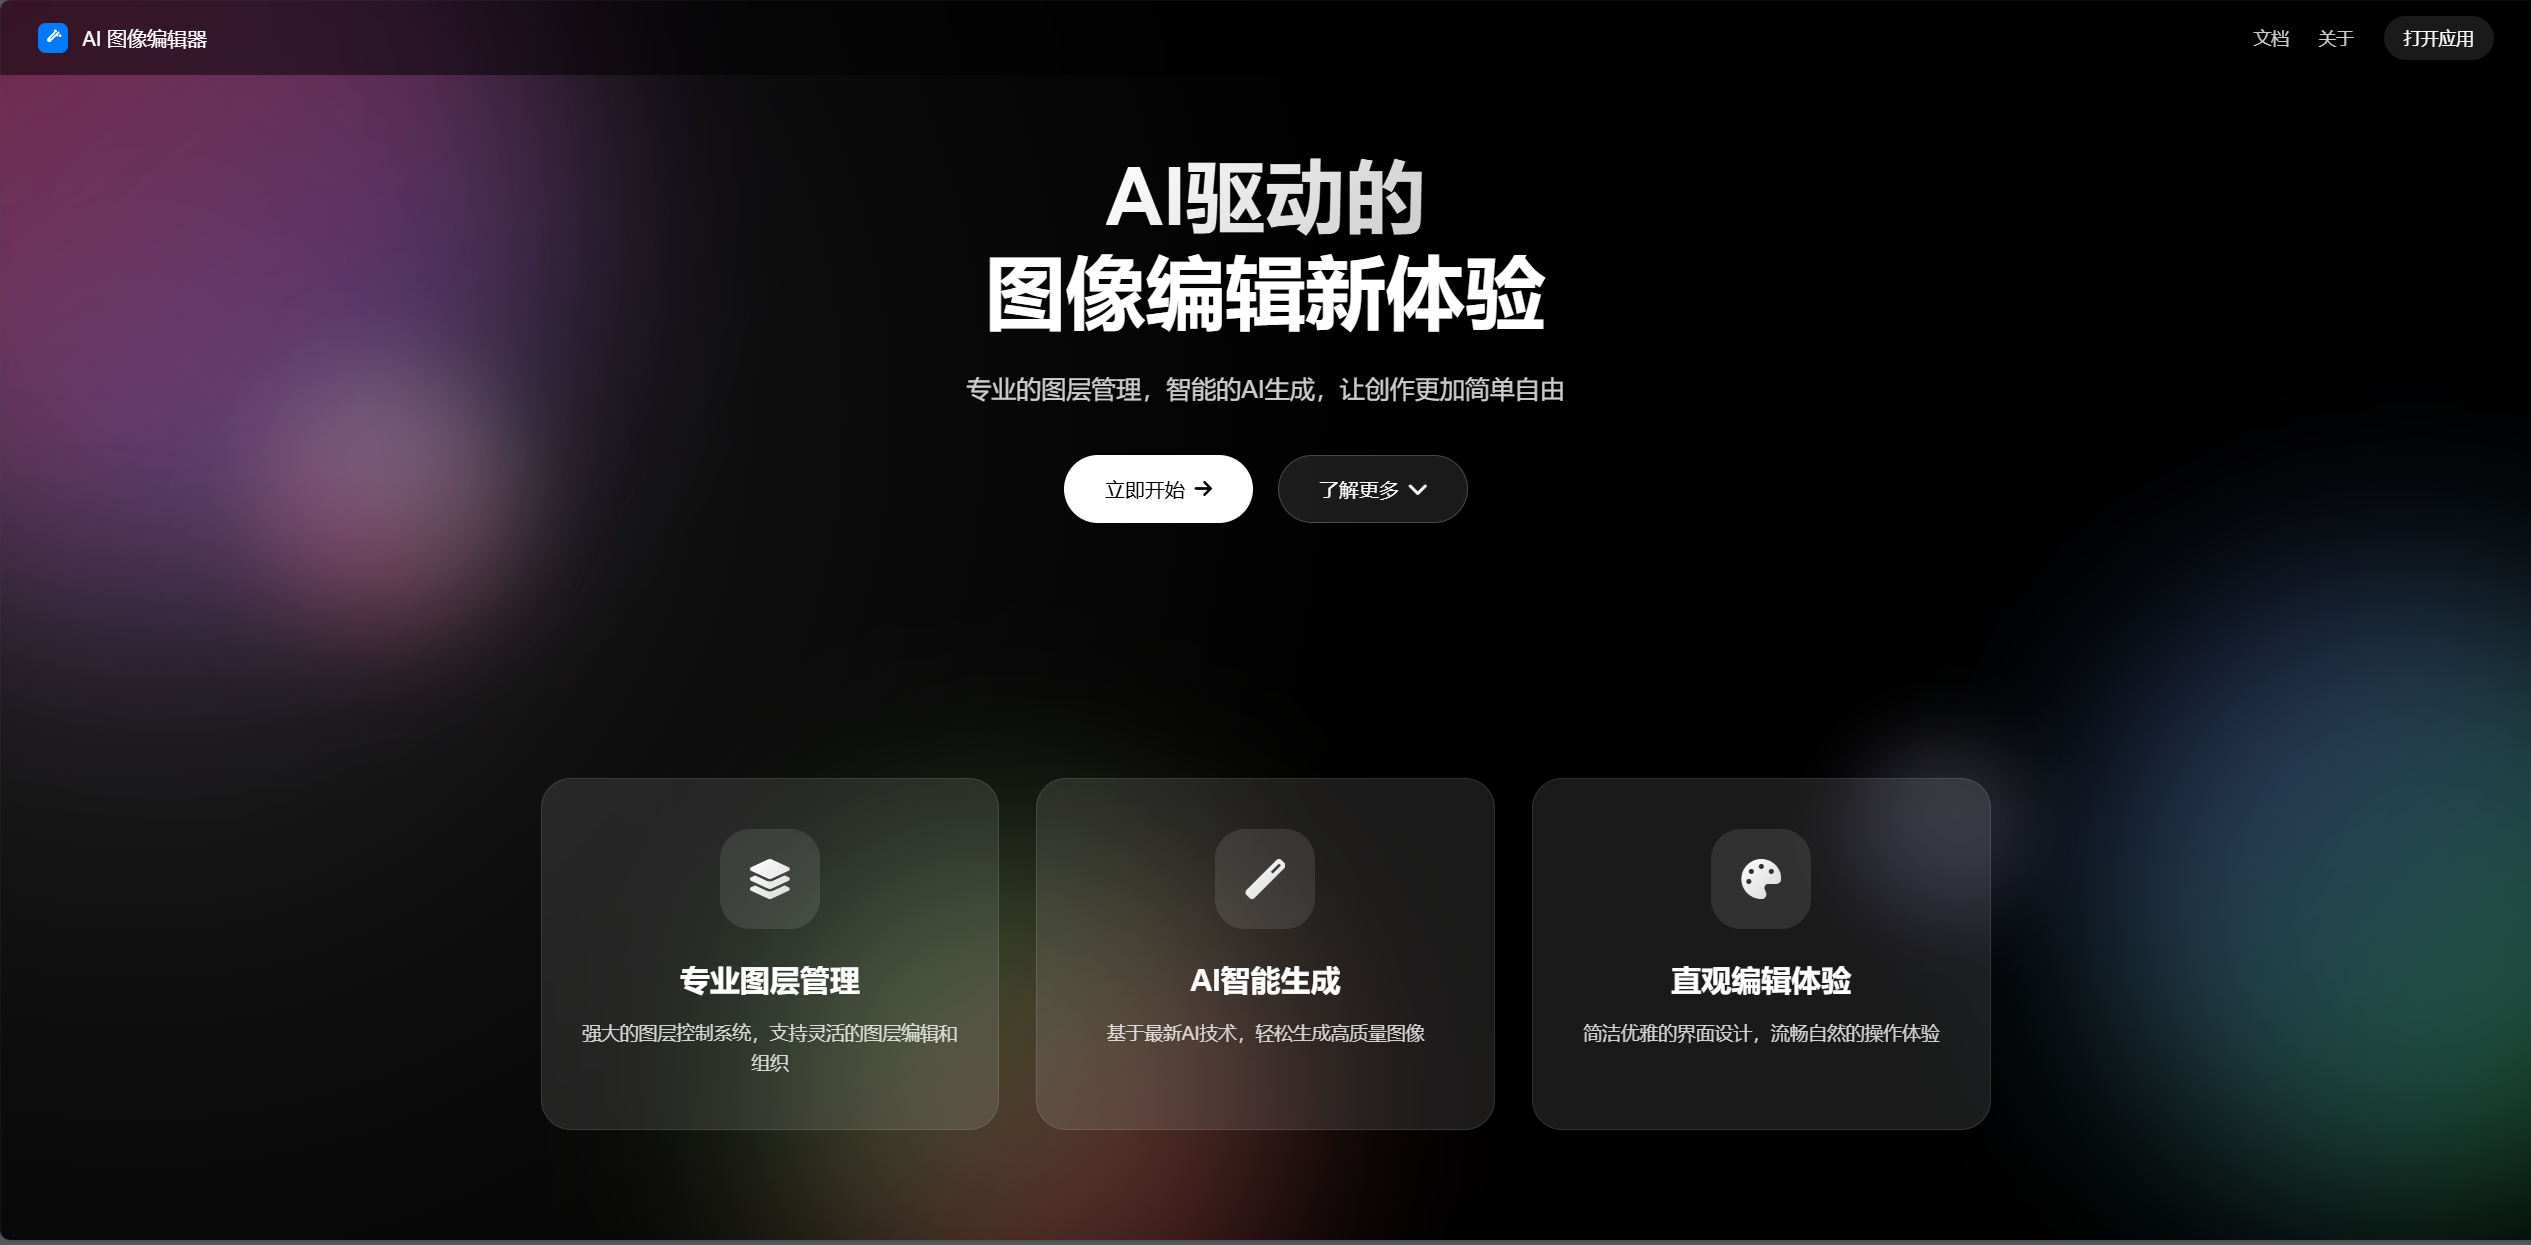 AI 图像编辑器
文档
关于
打开应用
AI驱动的
图像编辑新体验
专业的图层管理，智能的AI生成，让创作更加简单自由
立即开始
了解更多
专业图层管理
强大的图层控制系统，支持灵活的图层编辑和
组织
AI智能生成
基于最新AI技术，轻松生成高质量图像
直观编辑体验
简洁优雅的界面设计，流畅自然的操作体验